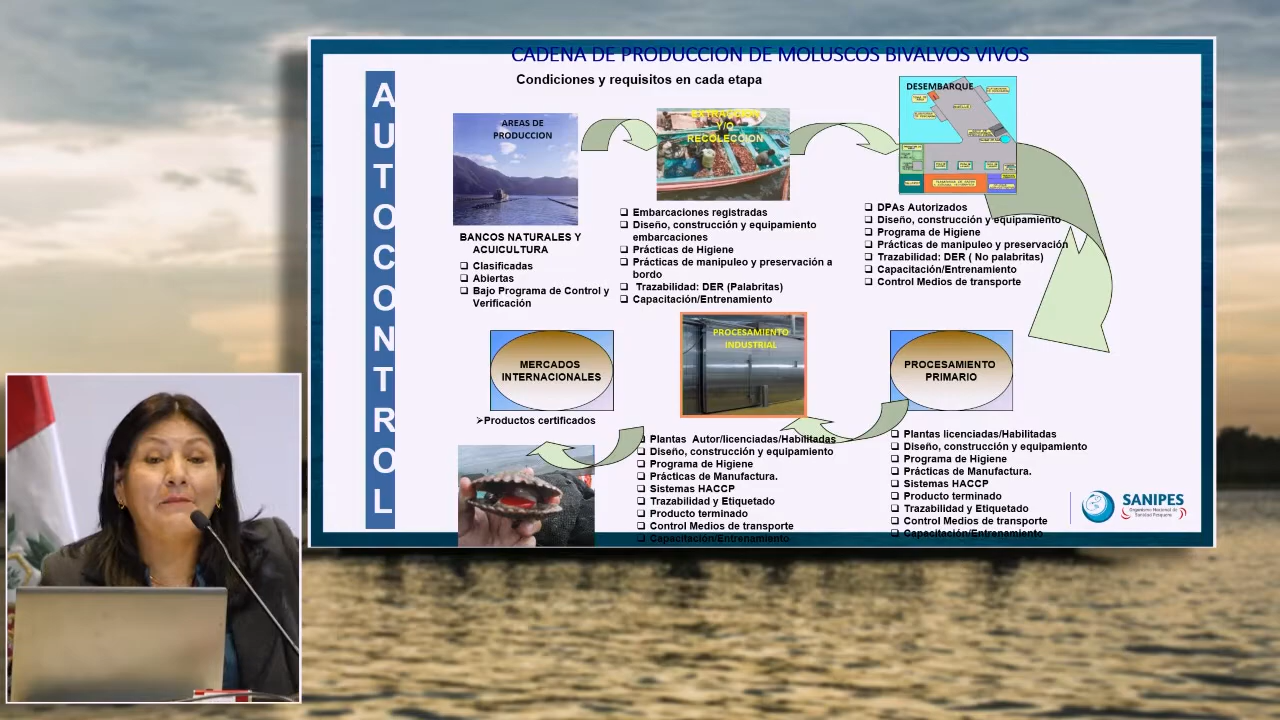 CADENA DE PRODUCCION DE MOLUSCOS BIVALVOS VIVOS
Condiciones y requisitos en cada etapa
AUTOCONTROL
AREAS DE
PRODUCCION
BANCOS NATURALES Y
ACUICULTURA
Clasificadas
Abiertas
Bajo Programa de Control y
Verificación
Y/O
RECOLECCION
Embarcaciones registradas
Diseño, construcción y equipamiento
embarcaciones
Prácticas de Higiene
Prácticas de manipuleo y preservación a
bordo
Trazabilidad: DER (Palabritas)
Capacitación/Entrenamiento
DESEMBARQUE
DPAs Autorizados
Diseño, construcción y equipamiento
Programa de Higiene
Prácticas de manipuleo y preservación
Trazabilidad: DER ( No palabritas)
Capacitación/Entrenamiento
Control Medios de transporte
PROCESAMIENTO
PRIMARIO
Plantas licenciadas/Habilitadas
Diseño, construcción y equipamiento
Programa de Higiene
Prácticas de Manufactura.
Sistemas HACCP
Producto terminado
Trazabilidad y Etiquetado
Control Medios de transporte
Capacitación/Entrenamiento
PROCESAMIENTO
INDUSTRIAL
Plantas Autor/licenciadas/Habilitadas
Diseño, construcción y equipamiento
Programa de Higiene
Prácticas de Manufactura.
Sistemas HACCP
Trazabilidad y Etiquetado
Producto terminado
Control Medios de transporte
Capacitación/Entrenamiento
MERCADOS
INTERNACIONALES
Productos certificados
SANIPES
Organismo Nacional de
Sanidad Pesquera